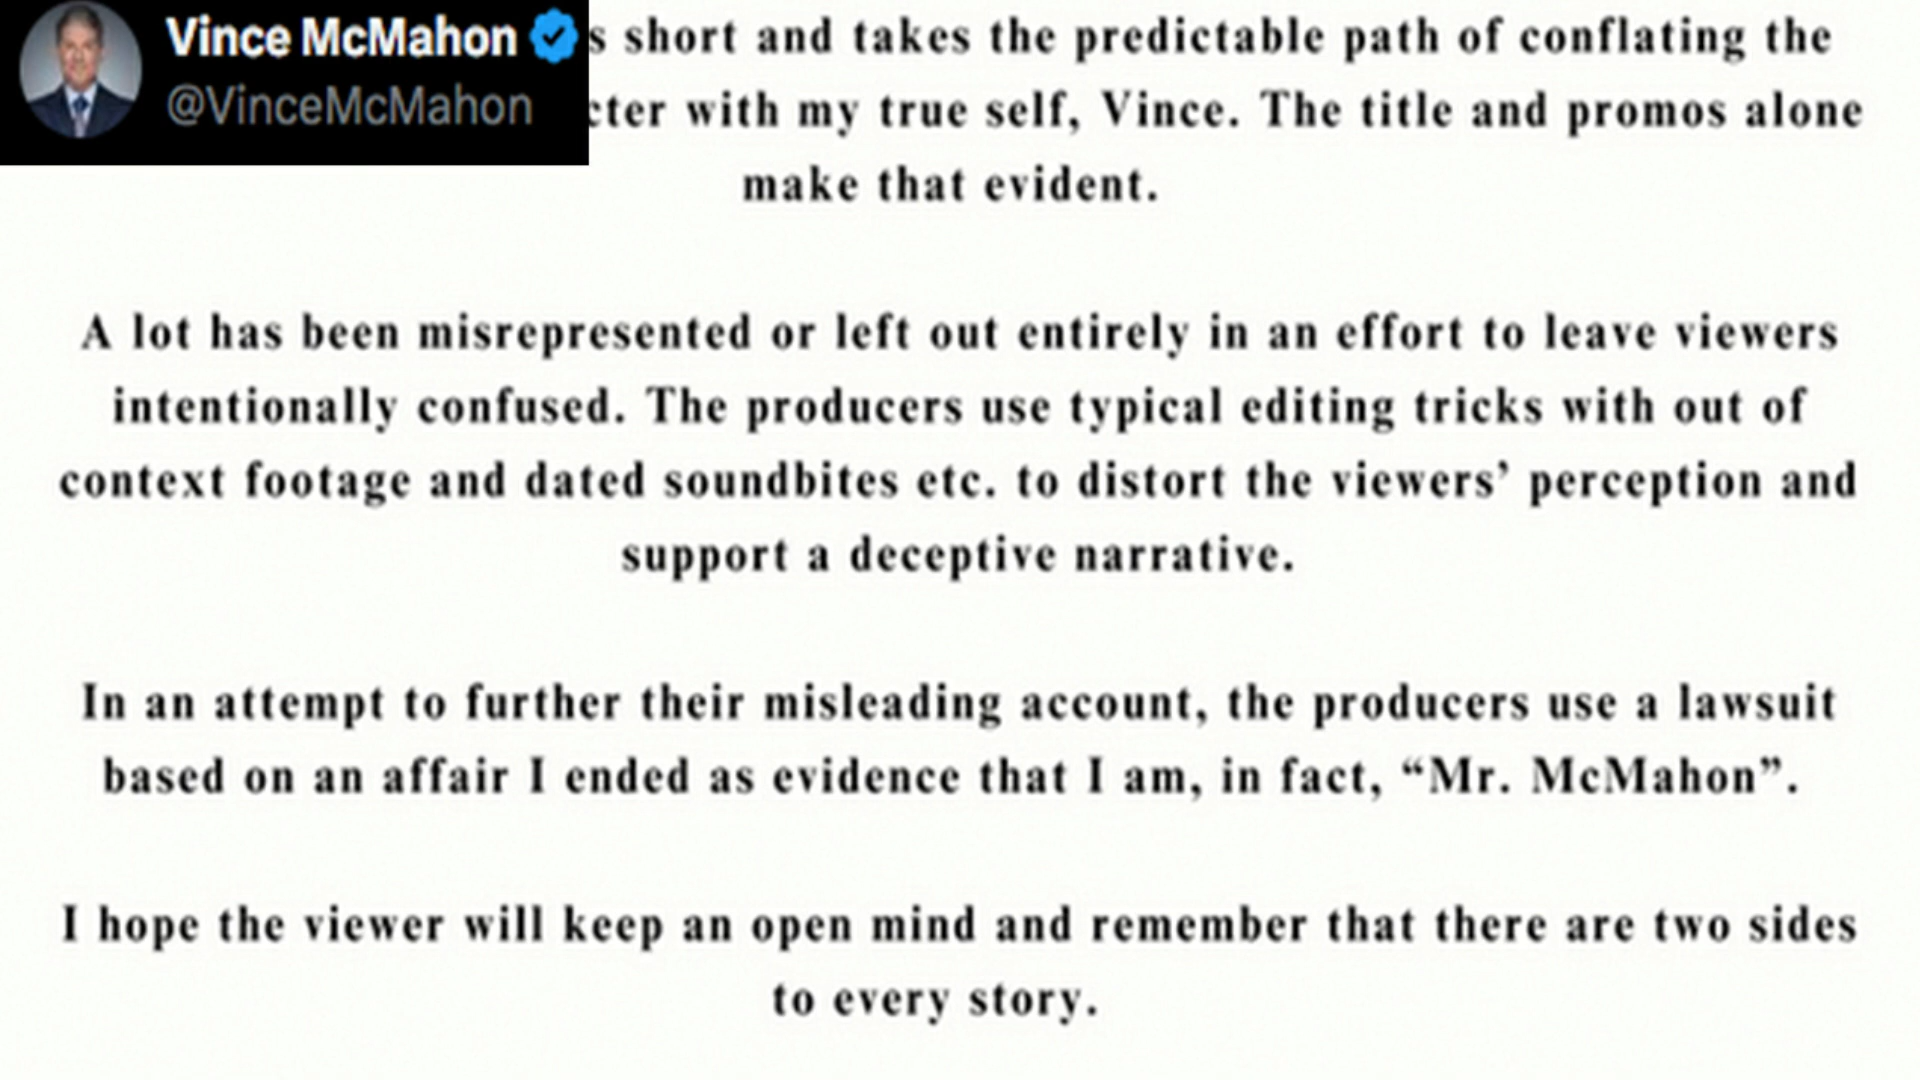 Vince McMahon
@VinceMcMahon
s short and takes the predictable path of conflating the
cter with my true self, Vince. The title and promos alone
make that evident.
A lot has been misrepresented or left out entirely in an effort to leave viewers
intentionally confused. The producers use typical editing tricks with out of
context footage and dated soundbites etc. to distort the viewers’ perception and
support a deceptive narrative.
In an attempt to further their misleading account, the producers use a lawsuit
based on an affair I ended as evidence that I am, in fact, “Mr. McMahon”.
I hope the viewer will keep an open mind and remember that there are two sides
to every story.